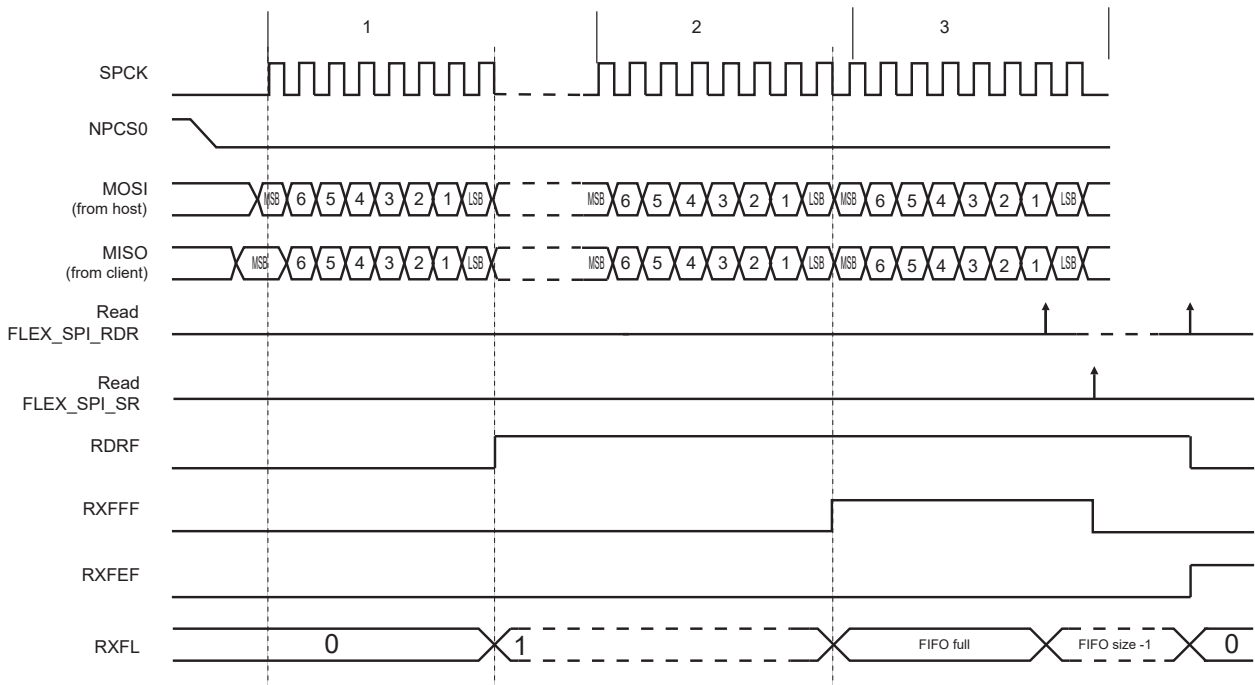 1 2 3
SPCK
NPCS0
MOSI MSB 6 5 4 3 2 1 LSB MSB 6 5 4 3 2 1 LSB MSB 6 5 4 3 2 1 LSB
(from host)
MISO MSB 6 5 4 3 2 1 LSB MSB 6 5 4 3 2 1 LSB MSB 6 5 4 3 2 1 LSB
(from client)
Read
FLEX_SPI_RDR
Read
FLEX_SPI_SR
RDRF
RXFFF
RXFEF
RXFL 0 1 FIFO full FIFO size -1 0